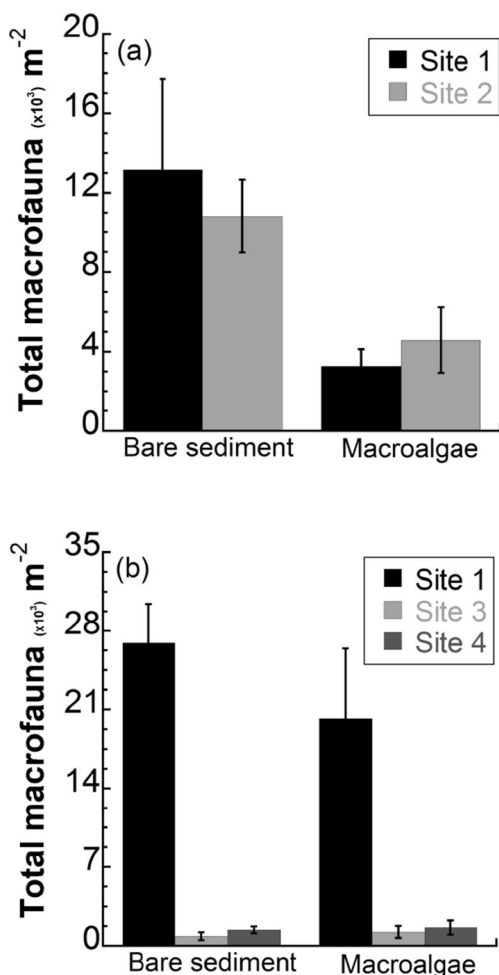 (a)
Site 1
Site 2
Total macrofauna (x10³) m⁻²
20
16
12
8
4
0
Bare sediment Macroalgae
(b)
Site 1
Site 3
Site 4
Total macrofauna (x10³) m⁻²
35
28
21
14
7
0
Bare sediment Macroalgae